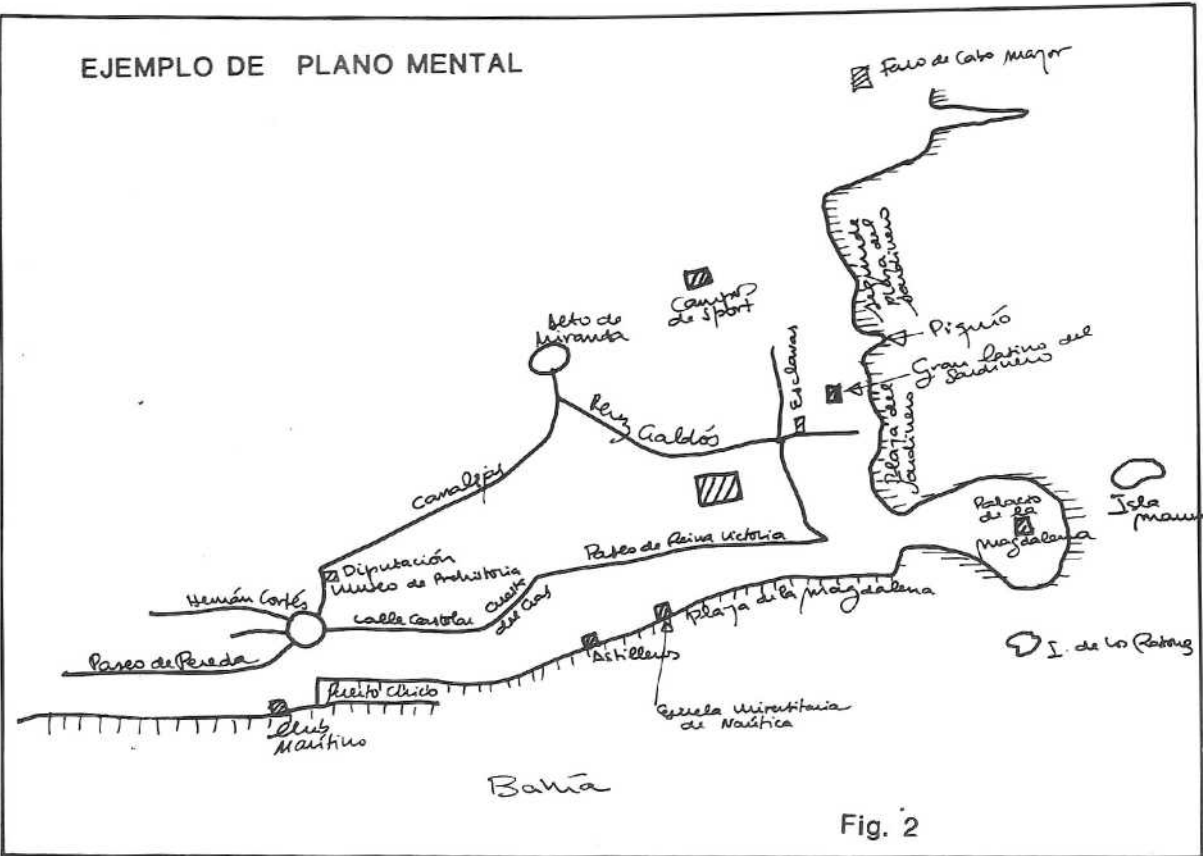 EJEMPLO DE PLANO MENTAL
Faro de Cabo Mayor
Segunda
playa del
Sardinero
Campos
de Sport
Alto de
Miranda
Piquío
Gran Casino del
Sardinero
Esclavas
Playa del
Sardinero
Perez Galdós
Canalejas
Palacio
de la
Magdalena
Isla
Paseo de Reina Victoria
Diputación
Museo de Prohistoria
Hernán Cortés
Calle Castelar
Cuesta
del Gas
Playa de la Magdalena
Paseo de Pereda
Astilleros
I. de los Ratones
Puerto Chico
Club
Marítimo
Escuela Universitaria
de Naútica
Bahía
Fig. 2